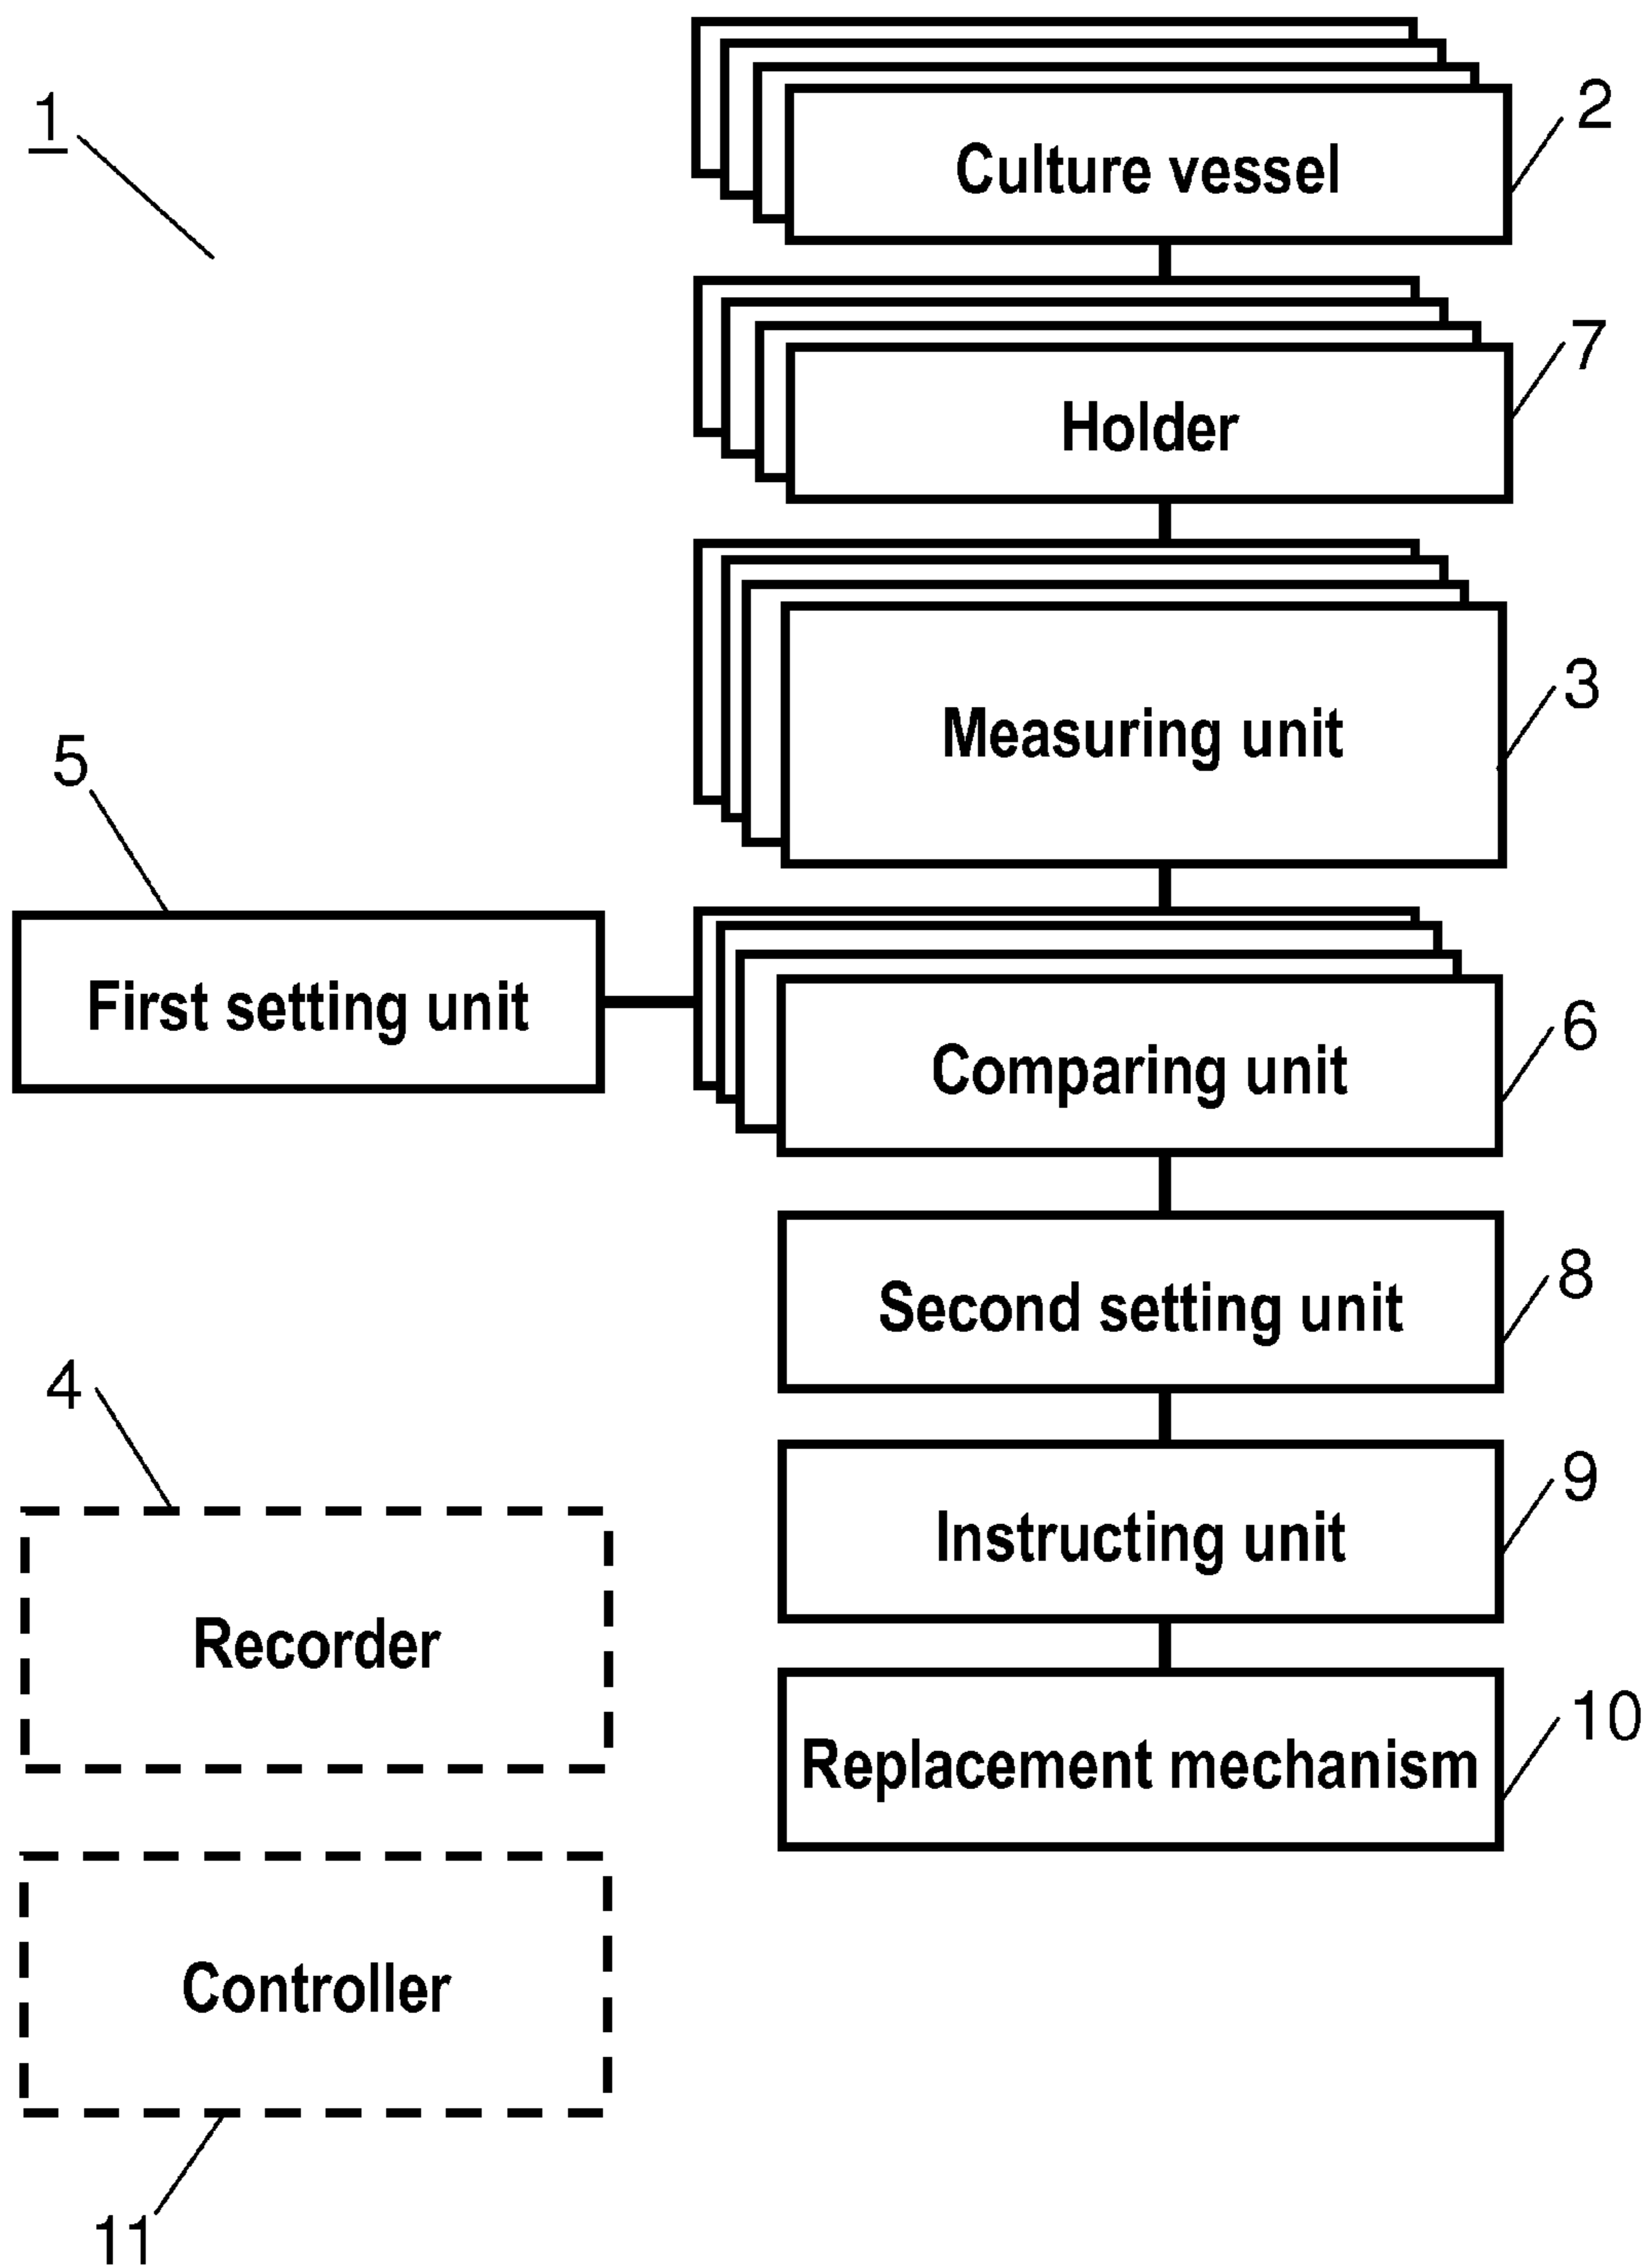 1
2
Culture vessel
7
Holder
3
Measuring unit
5
First setting unit
6
Comparing unit
8
Second setting unit
4
9
Instructing unit
Recorder
10
Replacement mechanism
Controller
11